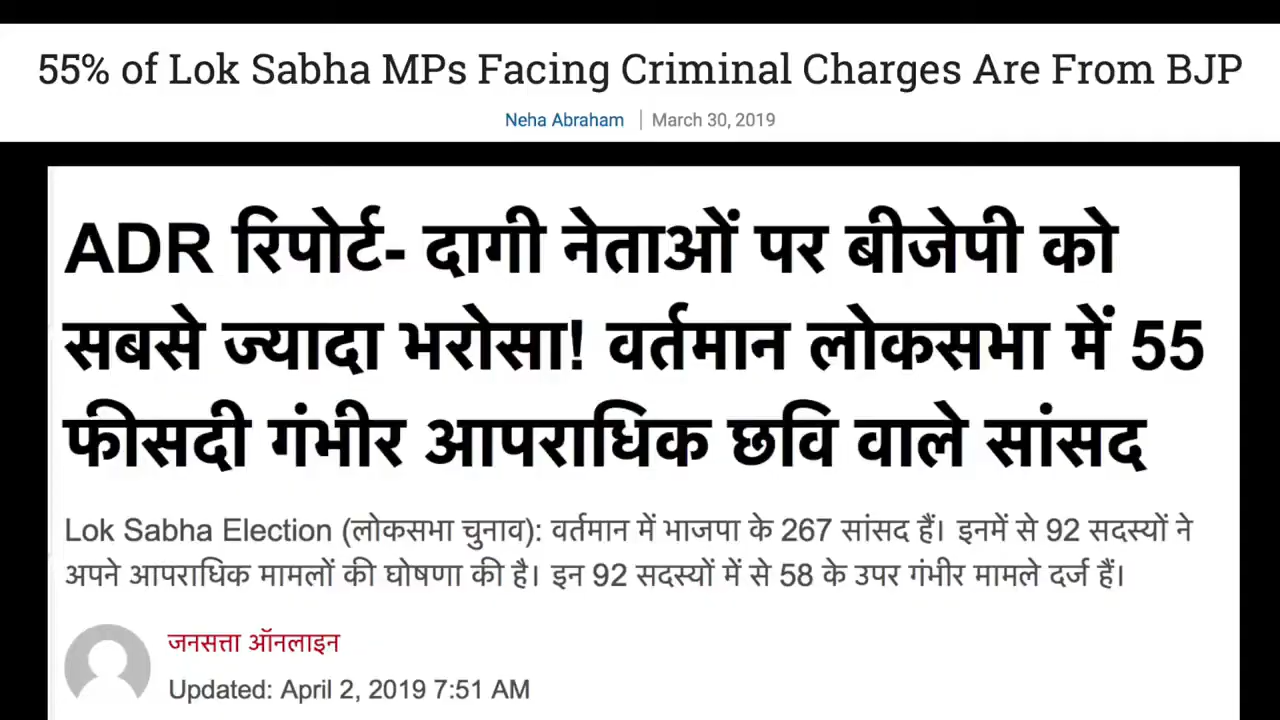 55% of Lok Sabha MPs Facing Criminal Charges Are From BJP
Neha Abraham | March 30, 2019
ADR रिपोर्ट- दागी नेताओं पर बीजेपी को
सबसे ज्यादा भरोसा! वर्तमान लोकसभा में 55
फीसदी गंभीर आपराधिक छवि वाले सांसद
Lok Sabha Election (लोकसभा चुनाव): वर्तमान में भाजपा के 267 सांसद हैं। इनमें से 92 सदस्यों ने
अपने आपराधिक मामलों की घोषणा की है। इन 92 सदस्यों में से 58 के उपर गंभीर मामले दर्ज हैं।
जनसत्ता ऑनलाइन
Updated: April 2, 2019 7:51 AM